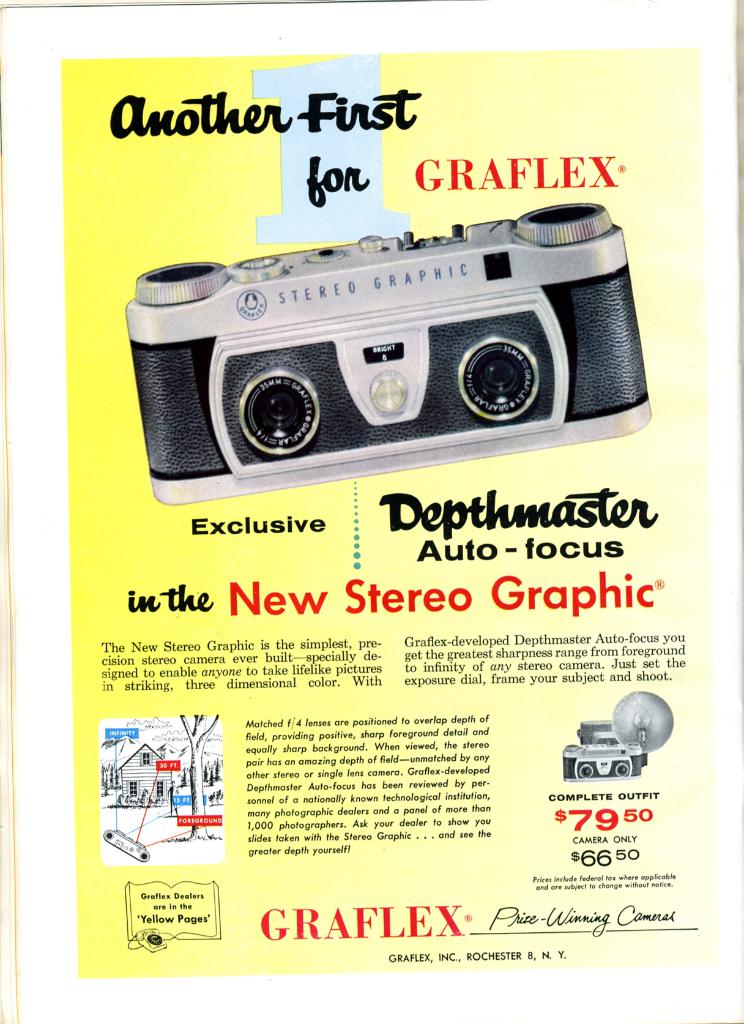 1
Another First
for GRAFLEX®
STEREO GRAPHIC
GRAFLEX
BRIGHT
8
35MM GRAFLEX GRAFLAR f/4
35MM GRAFLEX GRAFLAR f/4
Exclusive
Depthmaster
Auto-focus
in the New Stereo Graphic®
The New Stereo Graphic is the simplest, pre-
cision stereo camera ever built—specially de-
signed to enable anyone to take lifelike pictures
in striking, three dimensional color. With
Graflex-developed Depthmaster Auto-focus you
get the greatest sharpness range from foreground
to infinity of any stereo camera. Just set the
exposure dial, frame your subject and shoot.
INFINITY
30 FT.
15 FT.
FOREGROUND
Matched f/4 lenses are positioned to overlap depth of
field, providing positive, sharp foreground detail and
equally sharp background. When viewed, the stereo
pair has an amazing depth of field—unmatched by any
other stereo or single lens camera. Graflex-developed
Depthmaster Auto-focus has been reviewed by per-
sonnel of a nationally known technological institution,
many photographic dealers and a panel of more than
1,000 photographers. Ask your dealer to show you
slides taken with the Stereo Graphic . . . and see the
greater depth yourself!
COMPLETE OUTFIT
$79 50
CAMERA ONLY
$66 50
Prices include federal tax where applicable
and are subject to change without notice.
Graflex Dealers
are in the
'Yellow Pages'
GRAFLEX® Prize-Winning Cameras
GRAFLEX, INC., ROCHESTER 8, N. Y.